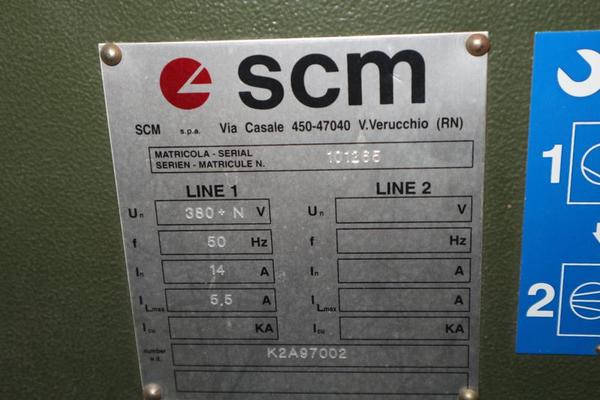 scm
SCM s.p.a. Via Casale 450-47040 V.Verucchio (RN)
MATRICOLA - SERIAL
SERIEN - MATRICULE N. 101265
LINE 1 LINE 2
Un 380+N V Un V
f 50 Hz f Hz
In 14 A In A
ILmax 5,5 A ILmax A
Icu KA Icu KA
number w.d. K2A97002
1
2